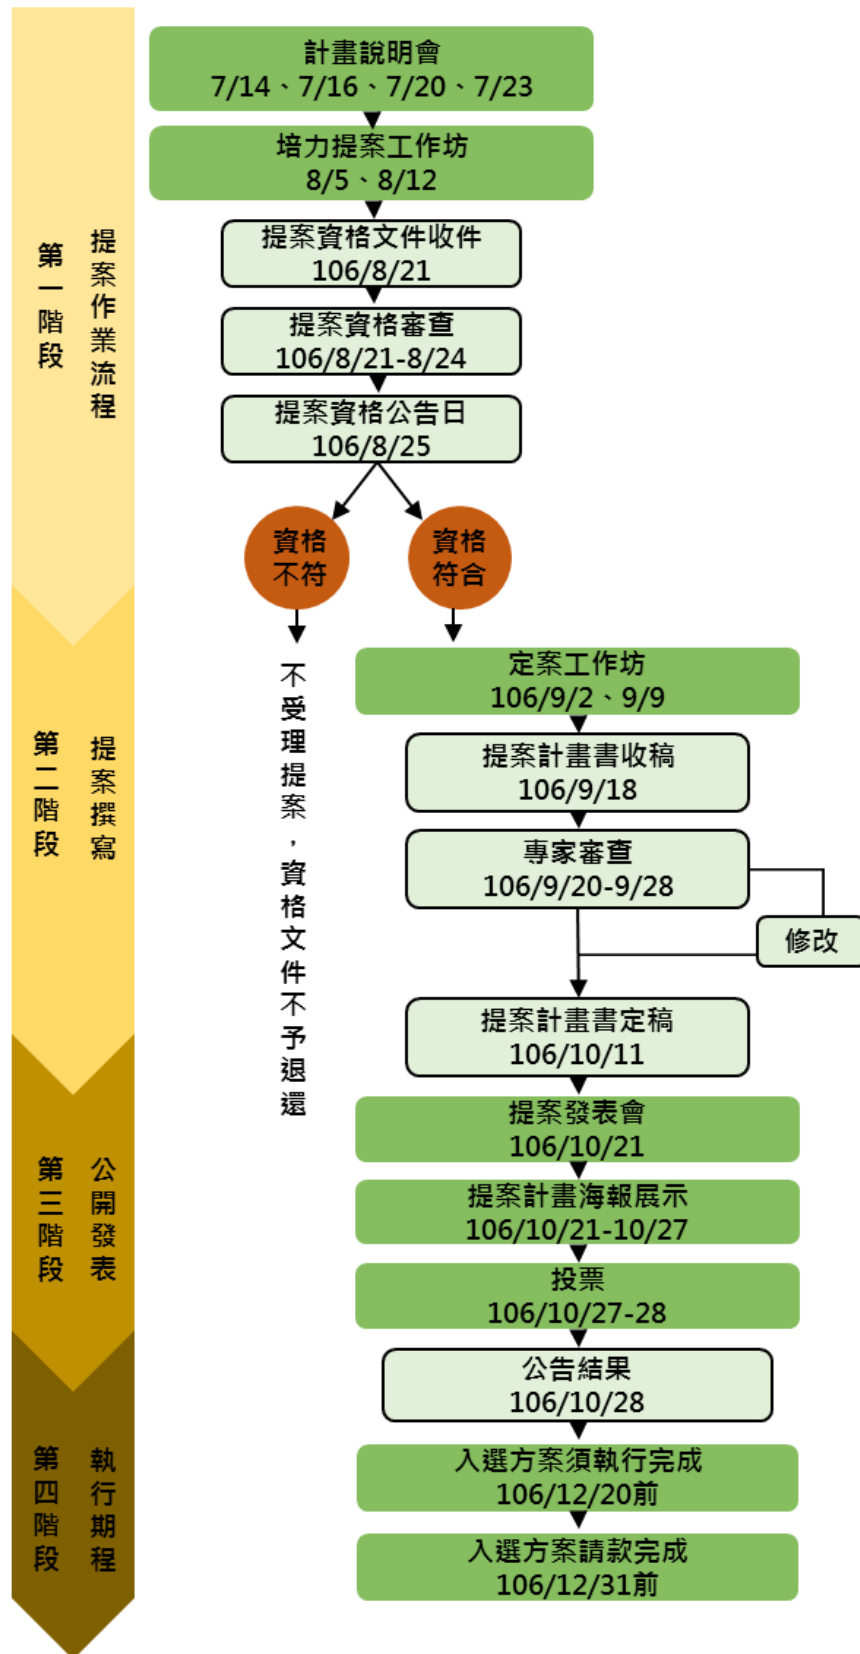 計畫說明會
7/14、7/16、7/20、7/23
培力提案工作坊
8/5、8/12
提案資格文件收件
106/8/21
提案資格審查
106/8/21-8/24
提案資格公告日
106/8/25
第一階段
提案作業流程
資格
不符
資格
符合
不受理提案，資格文件不予退還
定案工作坊
106/9/2、9/9
提案計畫書收稿
106/9/18
專家審查
106/9/20-9/28
修改
提案計畫書定稿
106/10/11
第二階段
提案撰寫
提案發表會
106/10/21
提案計畫海報展示
106/10/21-10/27
投票
106/10/27-28
第三階段
公開發表
公告結果
106/10/28
入選方案須執行完成
106/12/20前
入選方案請款完成
106/12/31前
第四階段
執行期程